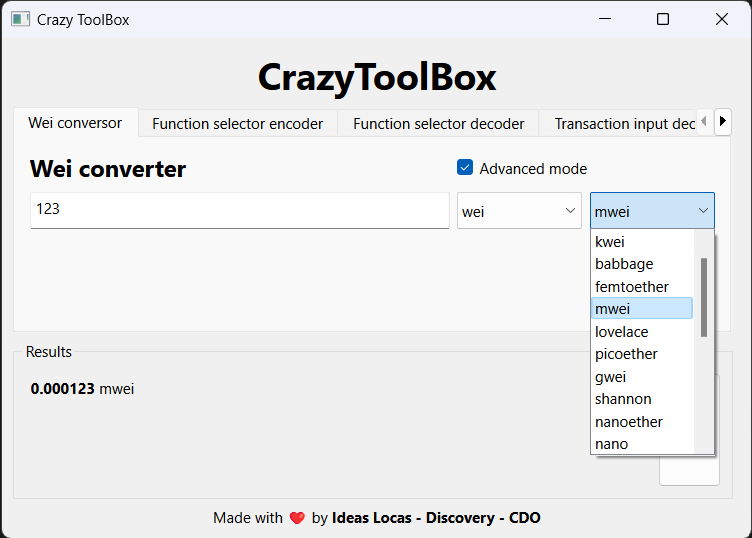 Crazy ToolBox
CrazyToolBox
Wei conversor
Function selector encoder
Function selector decoder
Transaction input dec
Wei converter
Advanced mode
123
wei
mwei
kwei
babbage
femtoether
mwei
lovelace
picoether
gwei
shannon
nanoether
nano
Results
0.000123 mwei
Made with ❤ by Ideas Locas - Discovery - CDO